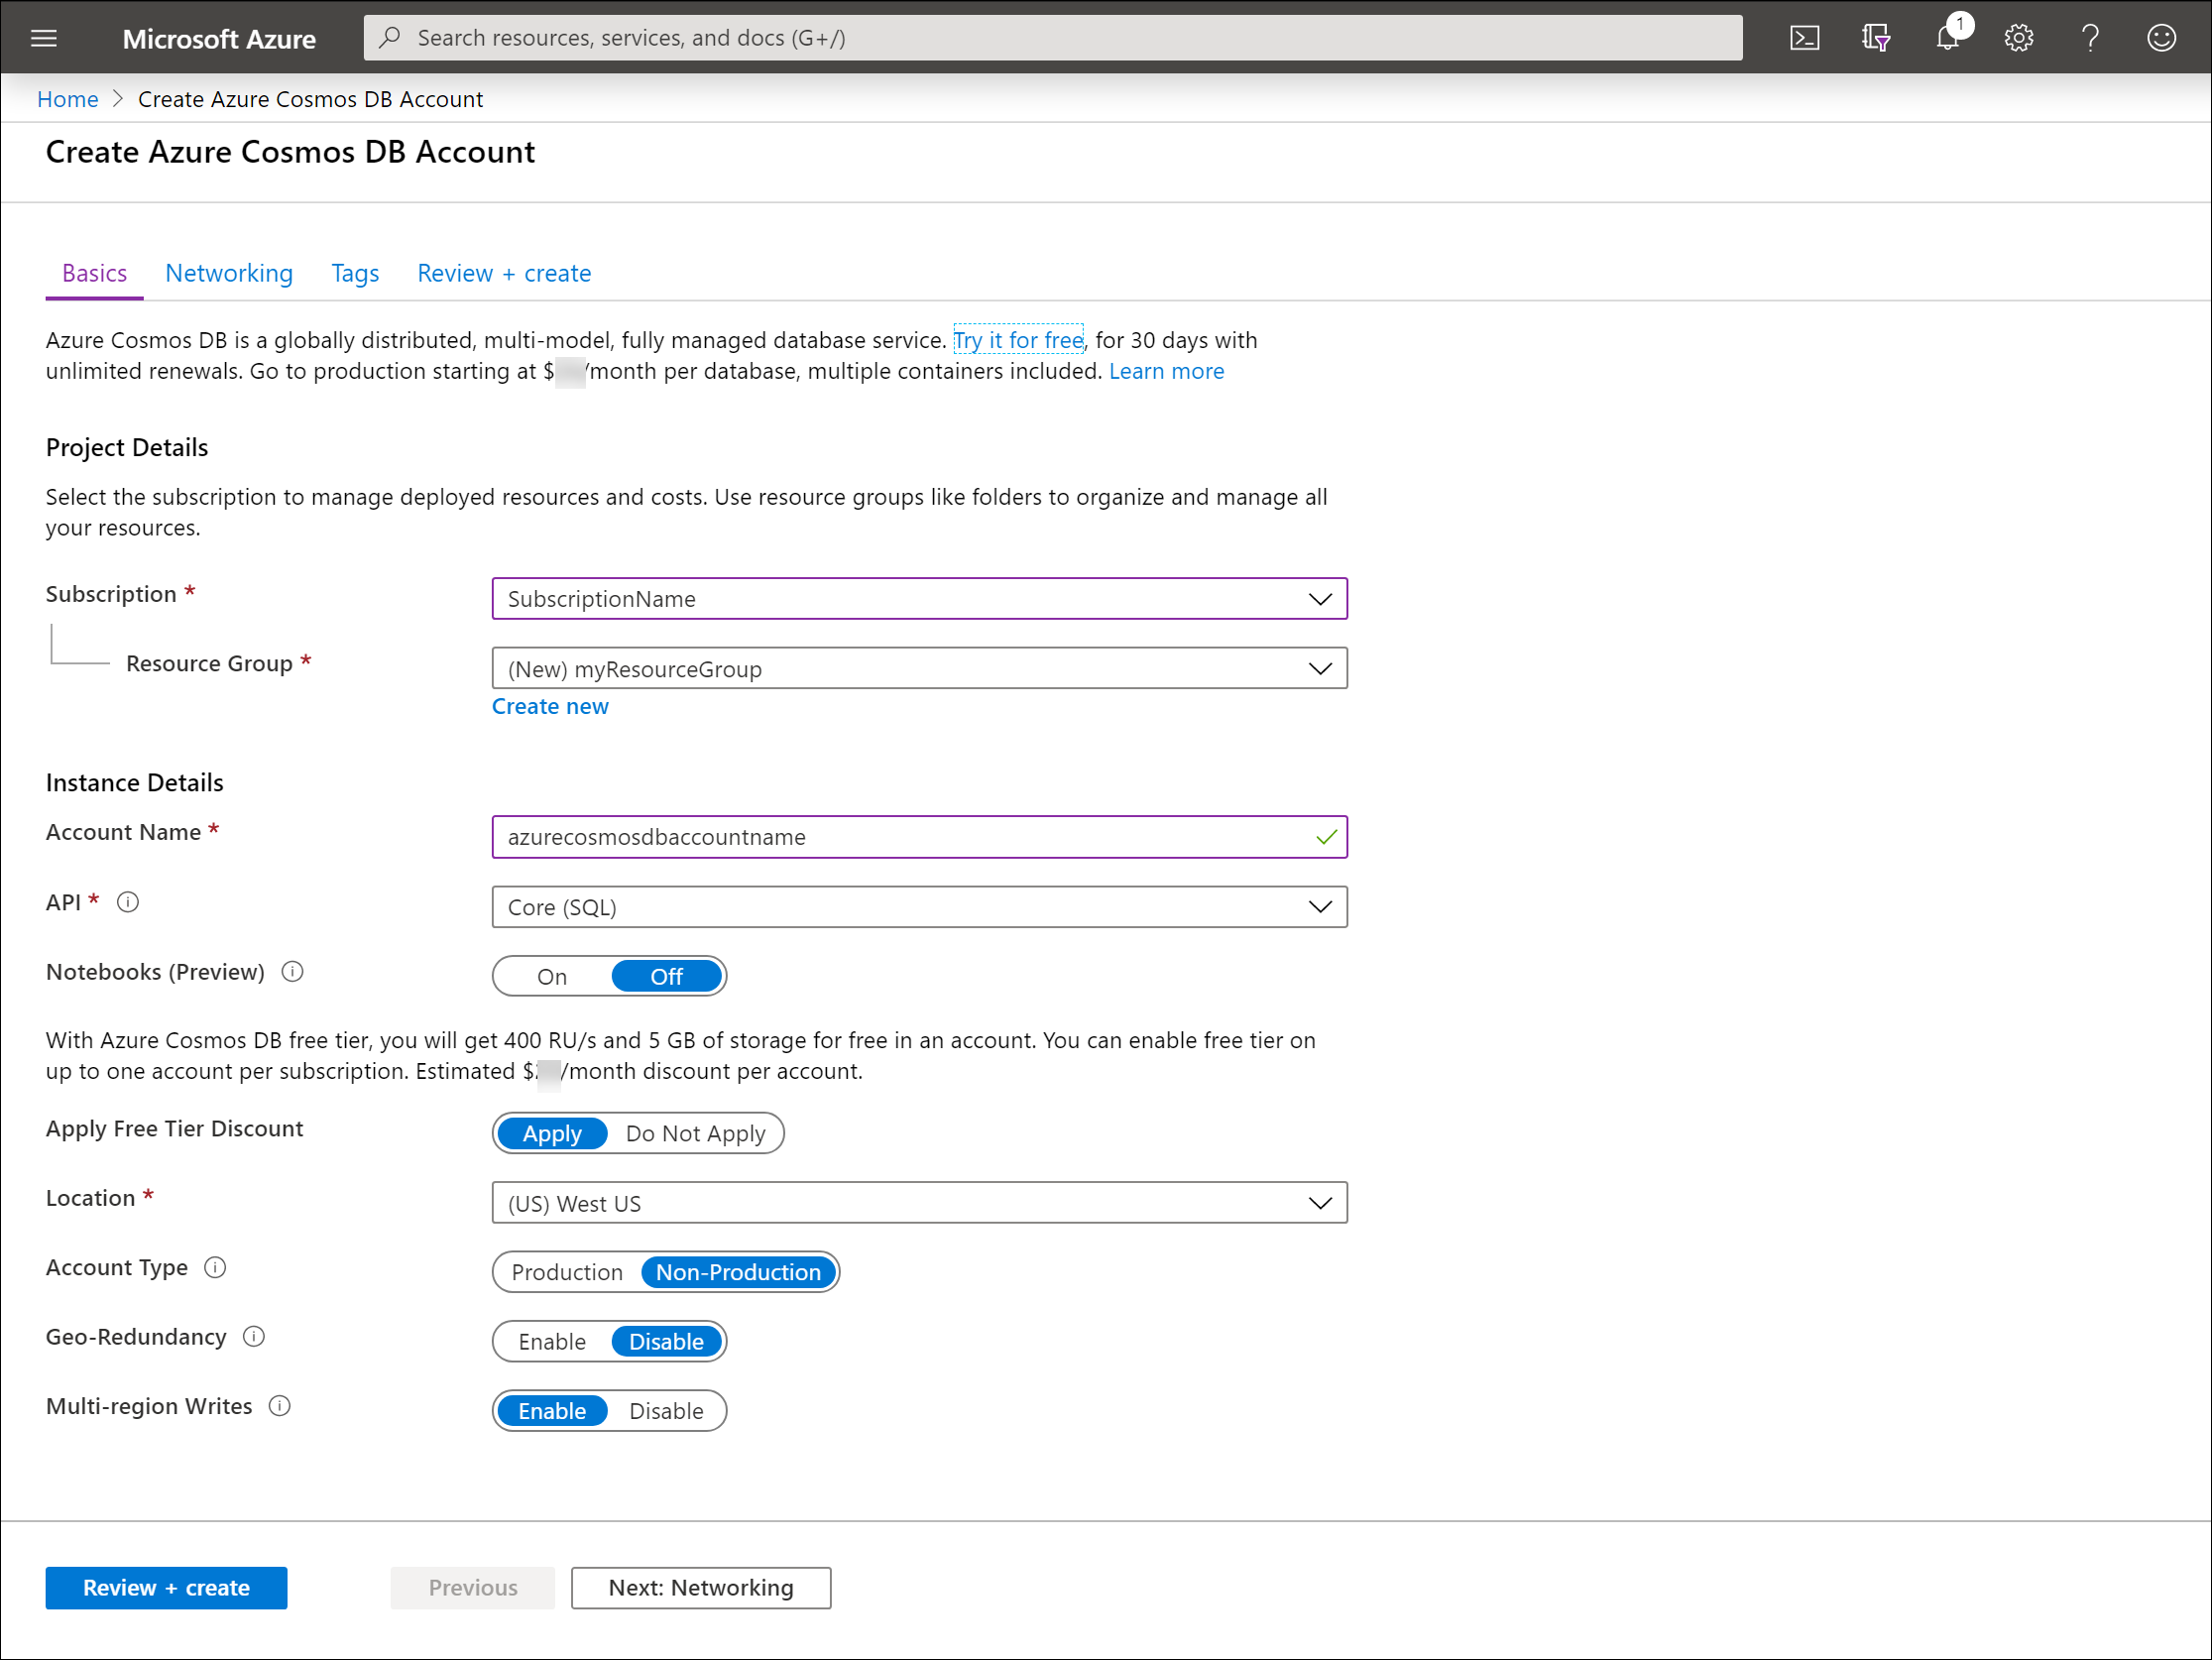 Microsoft Azure
Search resources, services, and docs (G+/)
1
Home > Create Azure Cosmos DB Account
Create Azure Cosmos DB Account
Basics Networking Tags Review + create
Azure Cosmos DB is a globally distributed, multi-model, fully managed database service. Try it for free, for 30 days with
unlimited renewals. Go to production starting at $ /month per database, multiple containers included. Learn more
Project Details
Select the subscription to manage deployed resources and costs. Use resource groups like folders to organize and manage all
your resources.
Subscription * SubscriptionName
Resource Group * (New) myResourceGroup
Create new
Instance Details
Account Name * azurecosmosdbaccountname
API * Core (SQL)
Notebooks (Preview) On Off
With Azure Cosmos DB free tier, you will get 400 RU/s and 5 GB of storage for free in an account. You can enable free tier on
up to one account per subscription. Estimated $ /month discount per account.
Apply Free Tier Discount Apply Do Not Apply
Location * (US) West US
Account Type Production Non-Production
Geo-Redundancy Enable Disable
Multi-region Writes Enable Disable
Review + create Previous Next: Networking